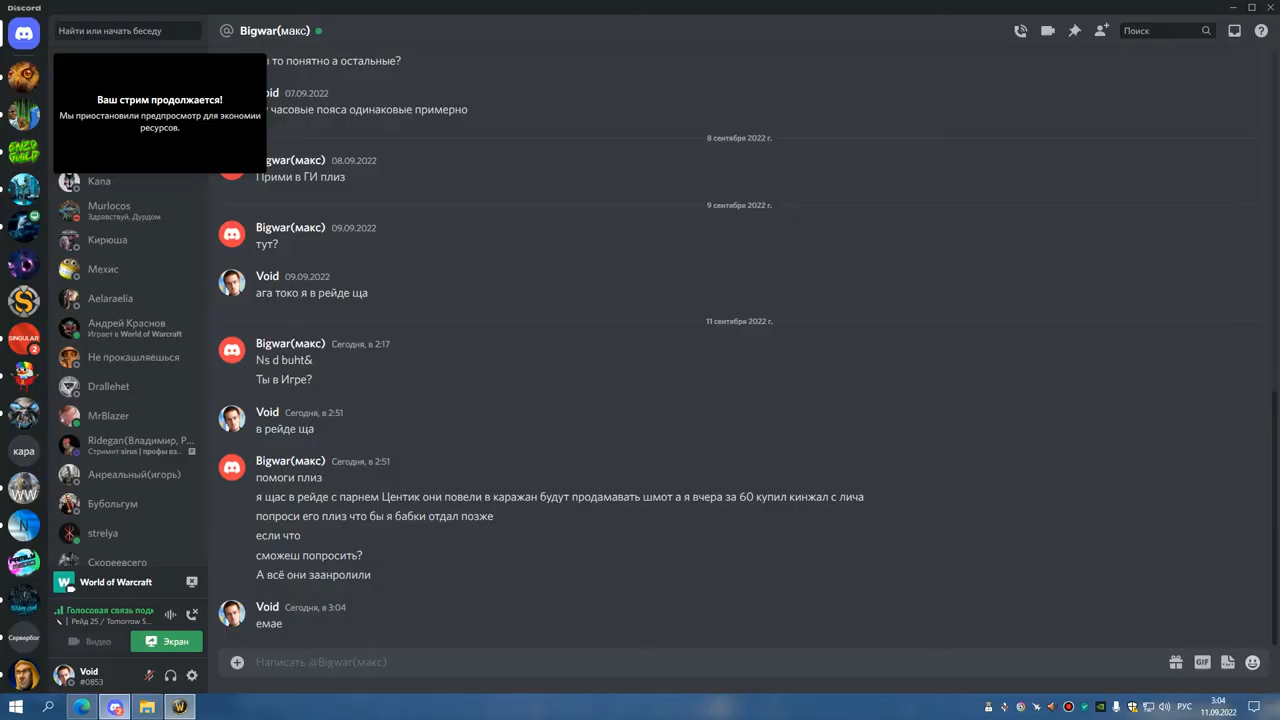 Discord
Найти или начать беседу
Bigwar(макс)
Поиск
Ваш стрим продолжается!
Мы приостановили предпросмотр для экономии
ресурсов.
то понятно а остальные?
07.09.2022
часовые пояса одинаковые примерно
8 сентября 2022 г.
08.09.2022
Прими в ГИ плиз
9 сентября 2022 г.
Bigwar(макс) 09.09.2022
тут?
Void 09.09.2022
ага токо я в рейде ща
11 сентября 2022 г.
Bigwar(макс) Сегодня, в 2:17
Ns d buht&
Ты в Игре?
Void Сегодня, в 2:51
в рейде ща
Bigwar(макс) Сегодня, в 2:51
помоги плиз
я щас в рейде с парнем Центик они повели в каражан будут продамавать шмот а я вчера за 60 купил кинжал с лича
попроси его плиз что бы я бабки отдал позже
если что
сможеш попросить?
А всё они заанролили
Void Сегодня, в 3:04
емае
Написать @Bigwar(макс)
GIF
Kana
Murlocos
Здравствуй, Дурдом
Кирюша
Мехис
Aelaraelia
Андрей Краснов
Играет в World of Warcraft
Не прокашляешься
Drallehet
MrBlazer
Ridegan(Владимир, Р...
Стримит sirus | профы вз...
Анреальный(игорь)
Бубольгум
strelya
Скореевсего
ENZO
GUILD
SINGULAR
2
кара
WW
N
Сервербог
World of Warcraft
Голосовая связь подк
Рейд 25 / Tomorrow S...
Видео
Экран
Void
#0853
РУС
3:04
11.09.2022